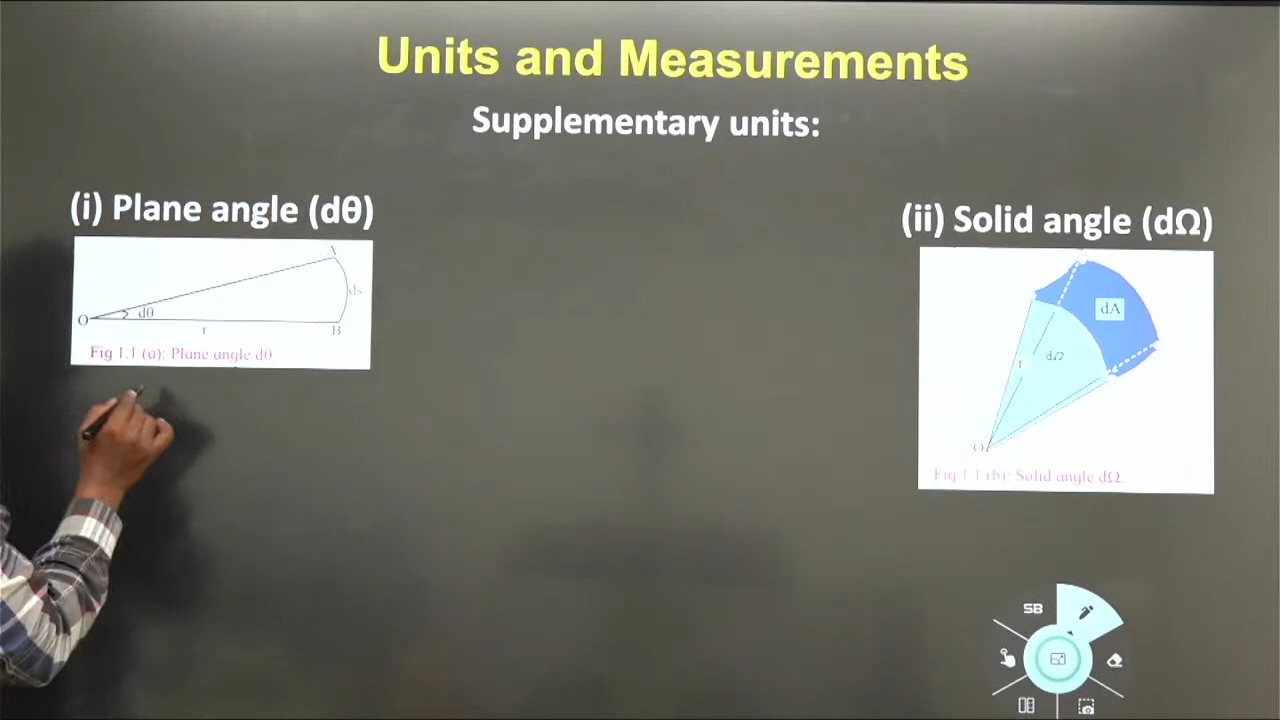 Units and Measurements
Supplementary units:
(i) Plane angle (dθ)
A
ds
O
dθ
r
B
Fig 1.1 (a): Plane angle dθ
(ii) Solid angle (dΩ)
dA
r
dΩ
O
Fig 1.1 (b): Solid angle dΩ.
SB